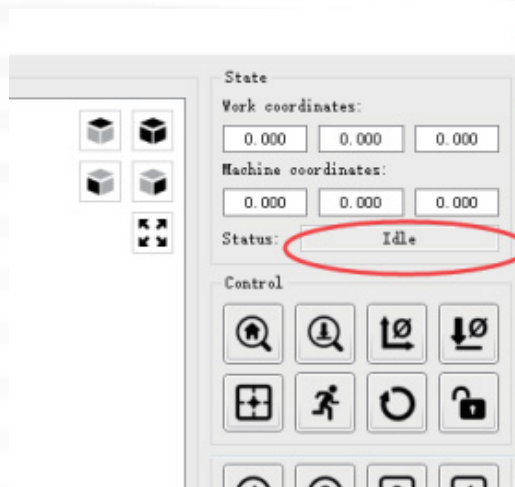 State
Work coordinates:
0.000 0.000 0.000
Machine coordinates:
0.000 0.000 0.000
Status: Idle
Control